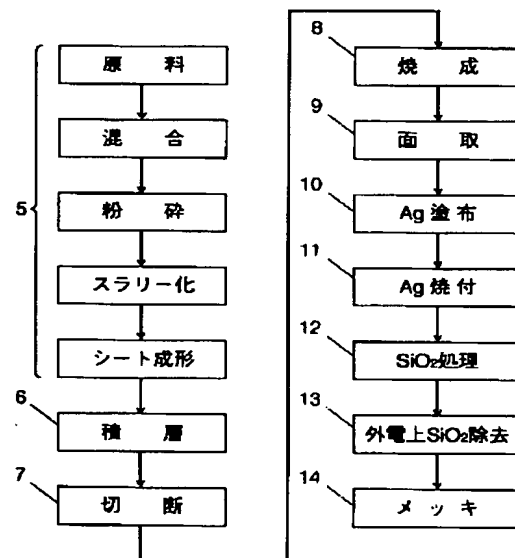 5
原料
混合
粉砕
スラリー化
シート成形
6
積層
7
切断
8
焼成
9
面取
10
Ag塗布
11
Ag焼付
12
SiO₂処理
13
外電上SiO₂除去
14
メッキ